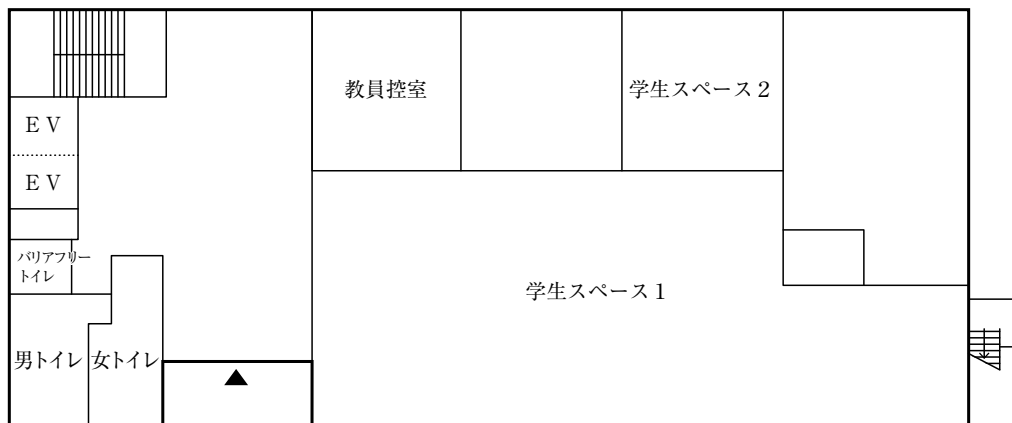 教員控室
学生スペース２
ＥＶ
ＥＶ
バリアフリー
トイレ
学生スペース１
男トイレ
女トイレ